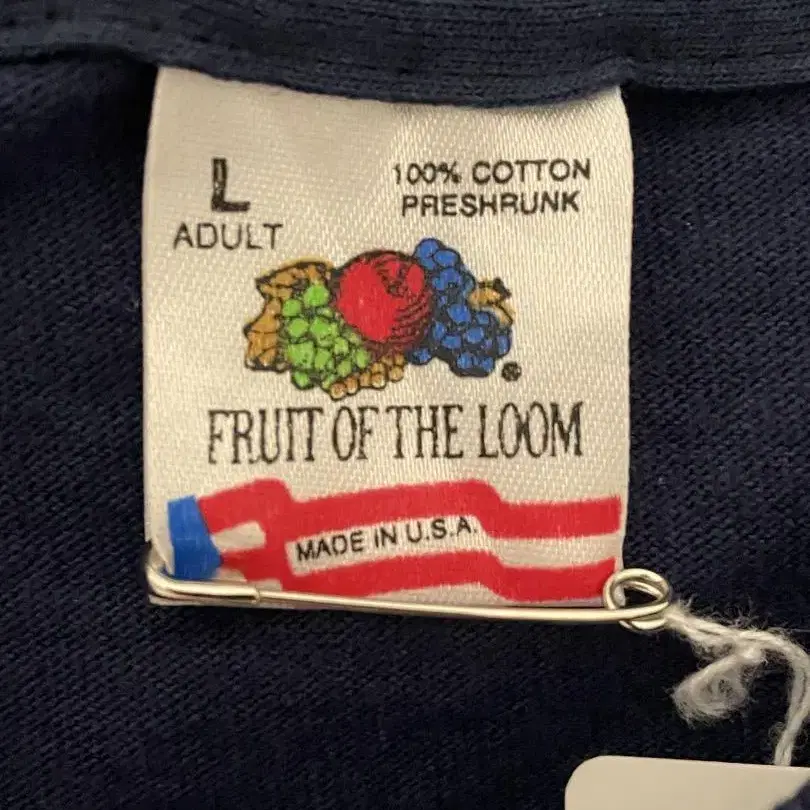 L
ADULT
100% COTTON
PRESHRUNK
®
FRUIT OF THE LOOM
MADE IN U.S.A.